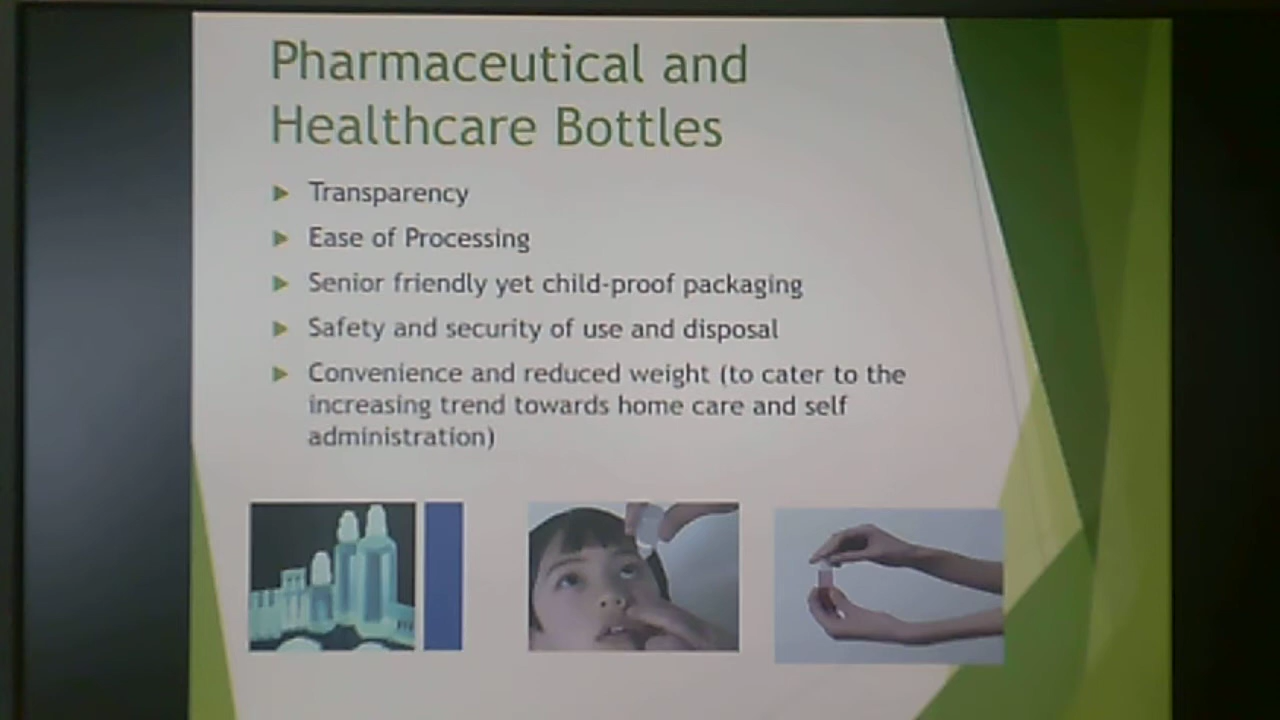 Pharmaceutical and
Healthcare Bottles
Transparency
Ease of Processing
Senior friendly yet child-proof packaging
Safety and security of use and disposal
Convenience and reduced weight (to cater to the
increasing trend towards home care and self
administration)